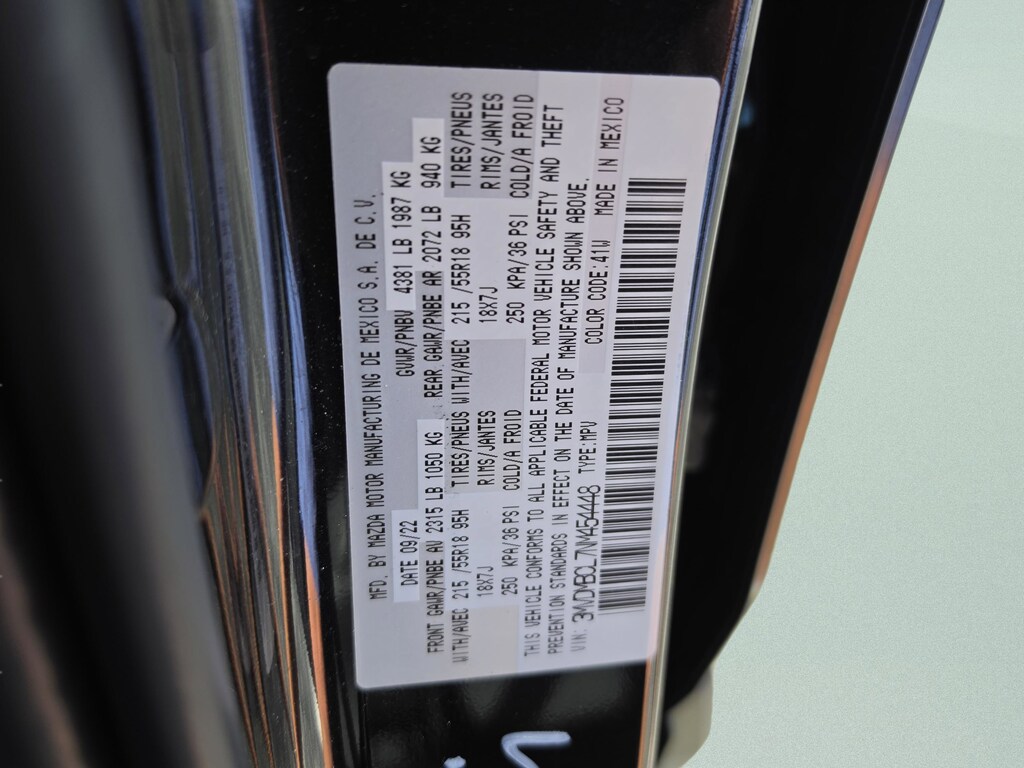 MFD. BY MAZDA MOTOR MANUFACTURING DE MEXICO S.A. DE C.V.
DATE 09/22 GVWR/PNBV 4381 LB 1987 KG
FRONT GAWR/PNBE AV 2315 LB 1050 KG REAR GAWR/PNBE AR 2072 LB 940 KG
WITH/AVEC 215 /55R18 95H TIRES/PNEUS WITH/AVEC 215 /55R18 95H TIRES/PNEUS
18X7J RIMS/JANTES 18X7J RIMS/JANTES
250 KPA/36 PSI COLD/A FROID 250 KPA/36 PSI COLD/A FROID
THIS VEHICLE CONFORMS TO ALL APPLICABLE FEDERAL MOTOR VEHICLE SAFETY AND THEFT
PREVENTION STANDARDS IN EFFECT ON THE DATE OF MANUFACTURE SHOWN ABOVE.
VIN: 3MVDMBCL7NM454448 TYPE:MPV COLOR CODE:41W MADE IN MEXICO